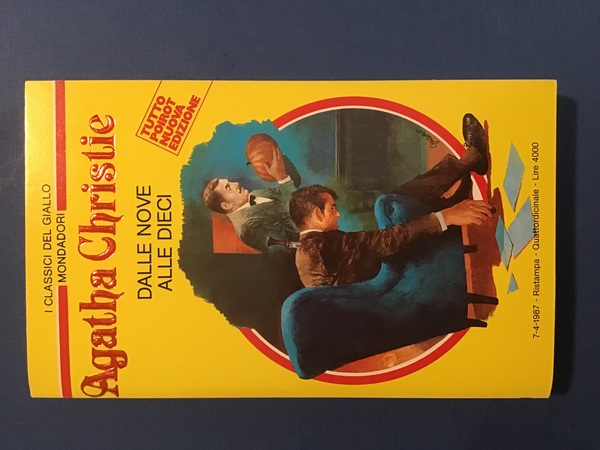 I CLASSICI DEL GIALLO
MONDADORI
Agatha Christie
TUTTO
POIROT
NUOVA
EDIZIONE
DALLE NOVE
ALLE DIECI
7-4-1987 - Ristampa - Quattordicinale - Lire 4000